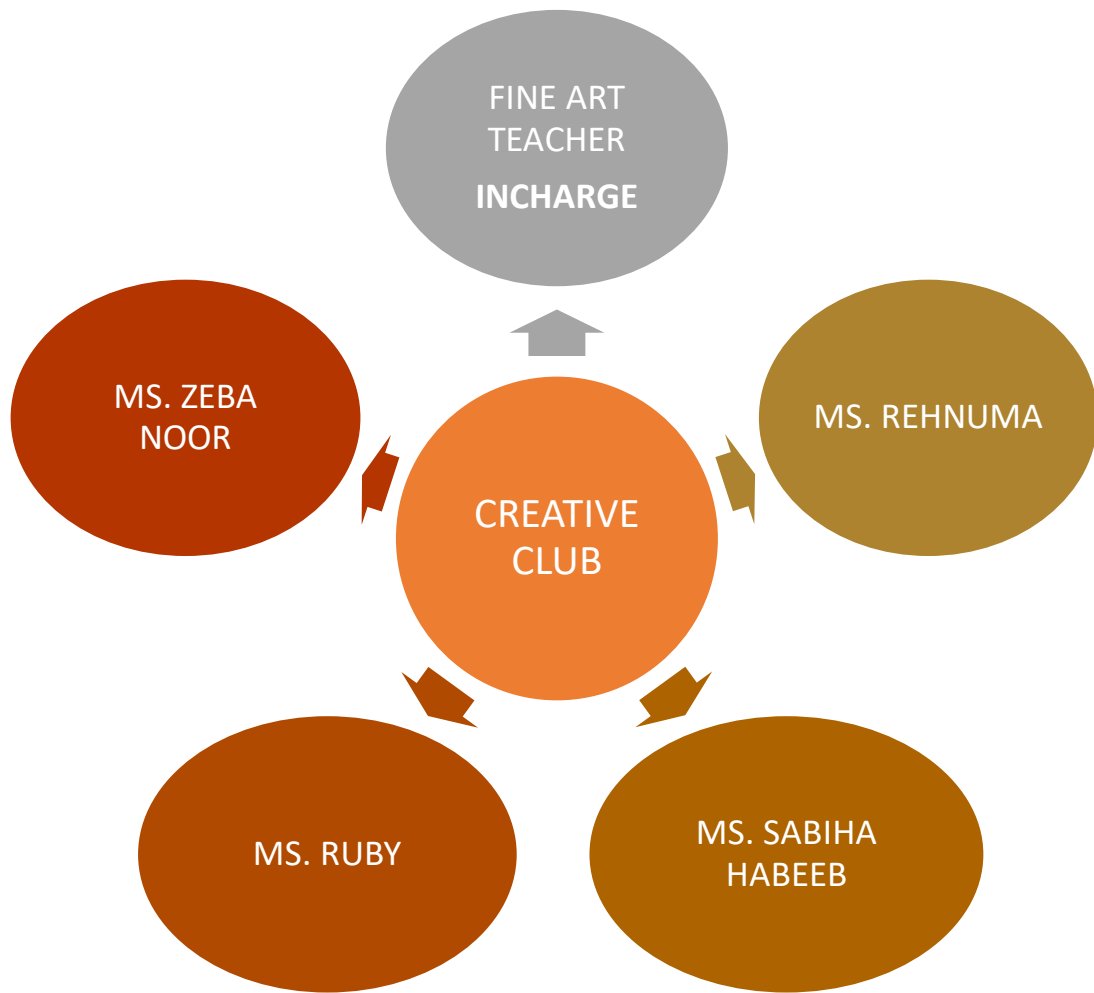 FINE ART
TEACHER
INCHARGE
MS. ZEBA
NOOR
MS. REHNUMA
CREATIVE
CLUB
MS. RUBY
MS. SABIHA
HABEEB